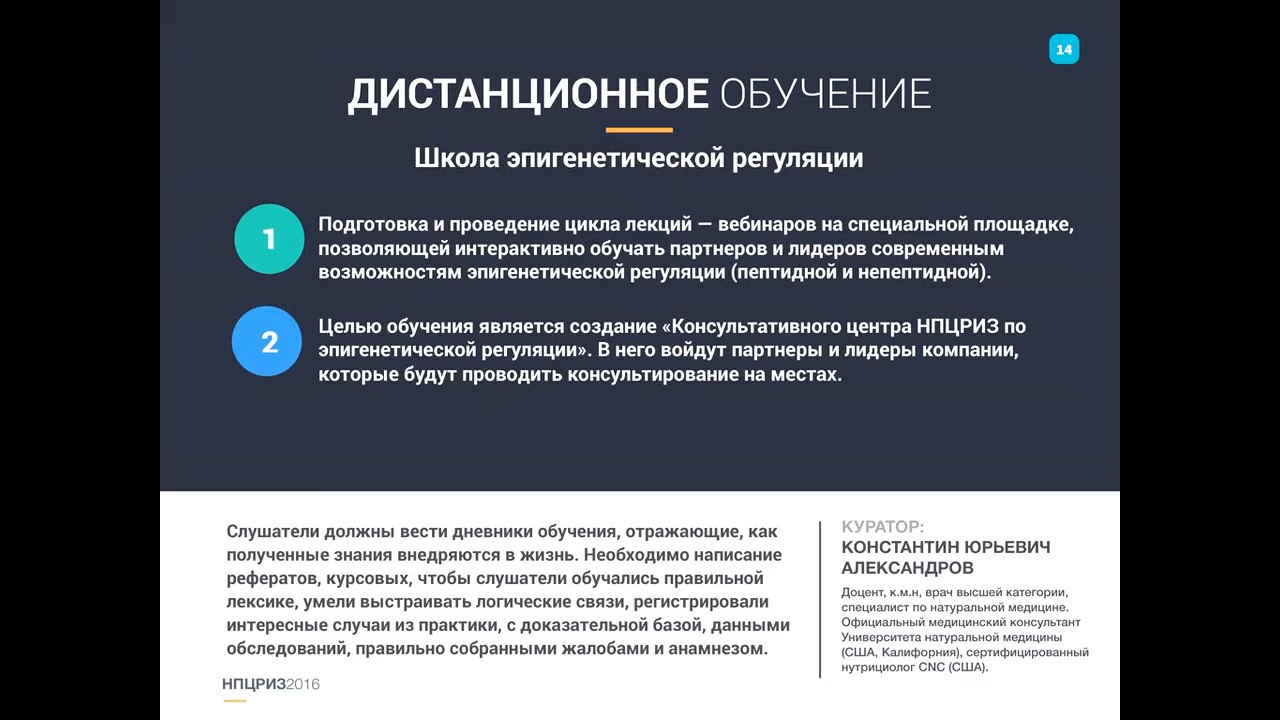 14
ДИСТАНЦИОННОЕ ОБУЧЕНИЕ
Школа эпигенетической регуляции
1
Подготовка и проведение цикла лекций — вебинаров на специальной площадке,
позволяющей интерактивно обучать партнеров и лидеров современным
возможностям эпигенетической регуляции (пептидной и непептидной).
2
Целью обучения является создание «Консультативного центра НПЦРИЗ по
эпигенетической регуляции». В него войдут партнеры и лидеры компании,
которые будут проводить консультирование на местах.
Слушатели должны вести дневники обучения, отражающие, как
полученные знания внедряются в жизнь. Необходимо написание
рефератов, курсовых, чтобы слушатели обучались правильной
лексике, умели выстраивать логические связи, регистрировали
интересные случаи из практики, с доказательной базой, данными
обследований, правильно собранными жалобами и анамнезом.
КУРАТОР:
КОНСТАНТИН ЮРЬЕВИЧ
АЛЕКСАНДРОВ
Доцент, к.м.н, врач высшей категории,
специалист по натуральной медицине.
Официальный медицинский консультант
Университета натуральной медицины
(США, Калифорния), сертифицированный
нутрициолог CNC (США).
НПЦРИЗ2016